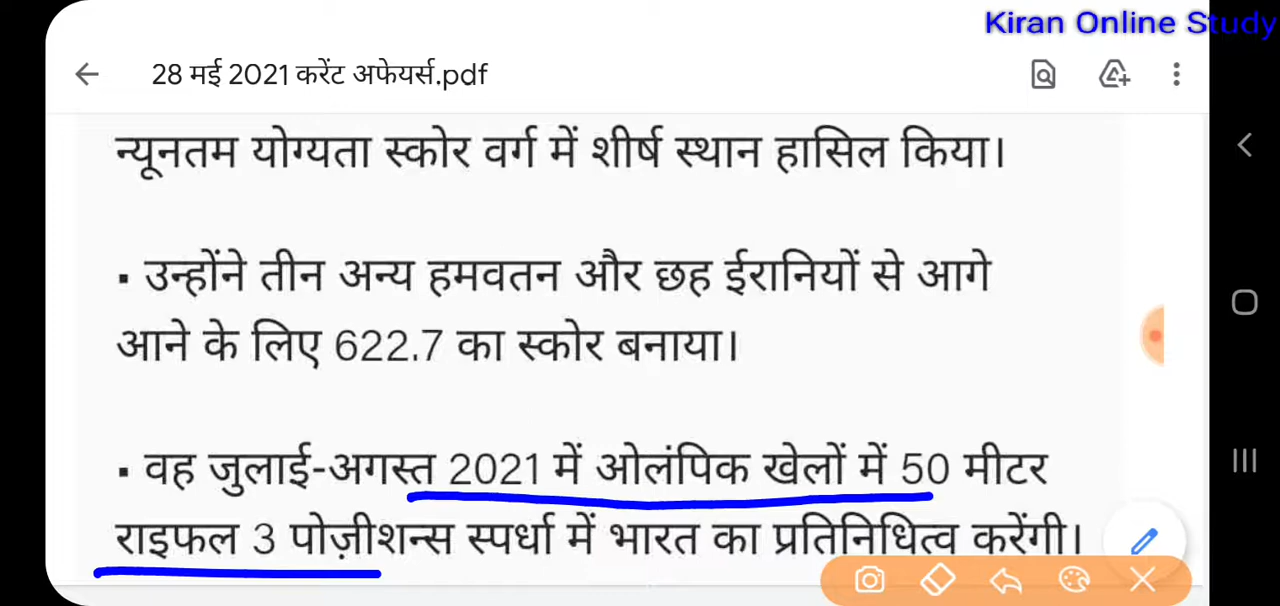 Kiran Online Study
28 मई 2021 करेंट अफेयर्स.pdf
न्यूनतम योग्यता स्कोर वर्ग में शीर्ष स्थान हासिल किया।
▪ उन्होंने तीन अन्य हमवतन और छह ईरानियों से आगे
आने के लिए 622.7 का स्कोर बनाया।
▪ वह जुलाई-अगस्त 2021 में ओलंपिक खेलों में 50 मीटर
राइफल 3 पोज़ीशन्स स्पर्धा में भारत का प्रतिनिधित्व करेंगी।